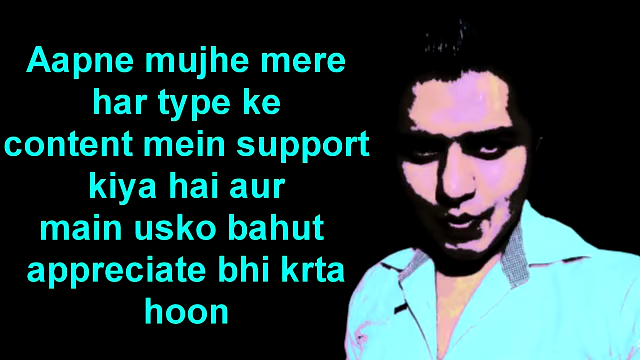 Aapne mujhe mere
har type ke
content mein support
kiya hai aur
main usko bahut
appreciate bhi krta
hoon